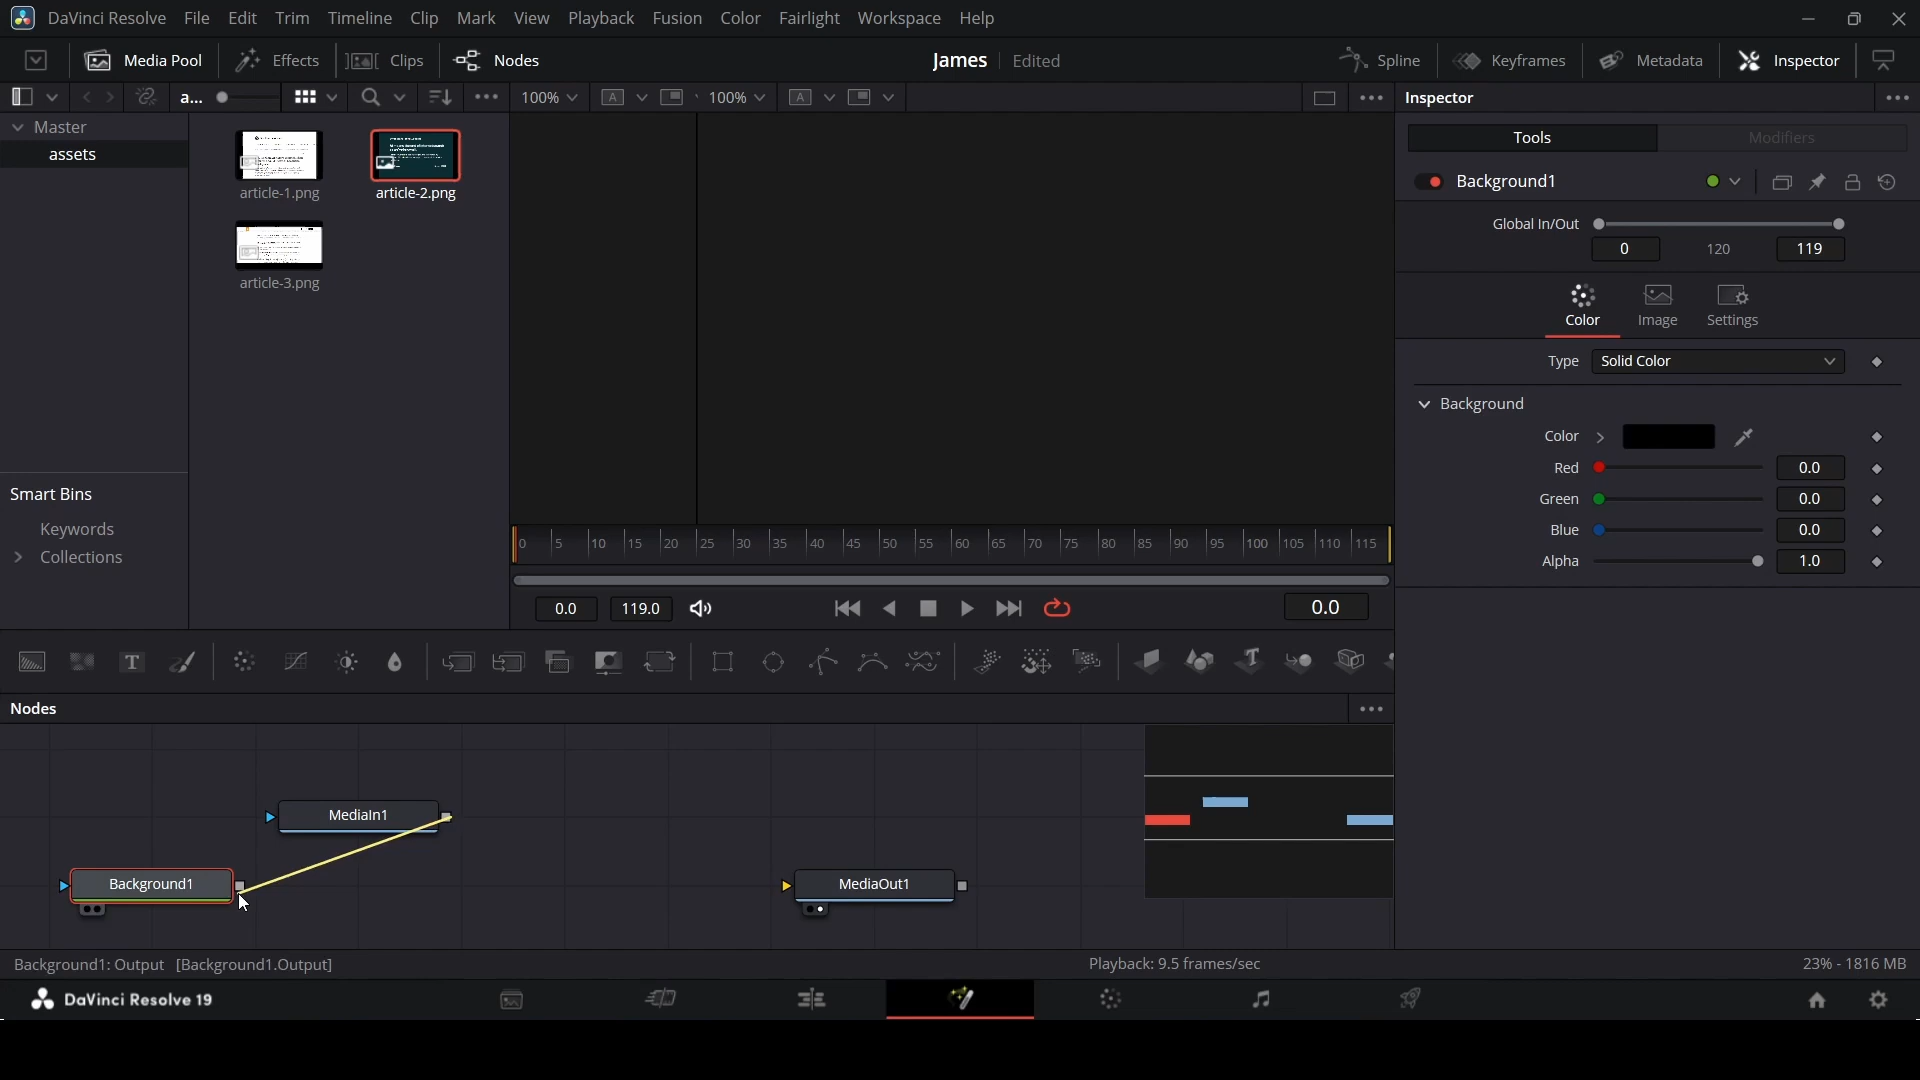 DaVinci Resolve File Edit Trim Timeline Clip Mark View Playback Fusion Color Fairlight Workspace Help
Media Pool Effects Clips Nodes James Edited Spline Keyframes Metadata Inspector
a... 100% A 100% A Inspector
Master
assets
article-1.png
article-2.png
article-3.png
Smart Bins
Keywords
Collections
Tools Modifiers
Background1
Global In/Out
0 120 119
Color Image Settings
Type Solid Color
Background
Color
Red 0.0
Green 0.0
Blue 0.0
Alpha 1.0
0 5 10 15 20 25 30 35 40 45 50 55 60 65 70 75 80 85 90 95 100 105 110 115
0.0 119.0 0.0
T T
Nodes
MediaIn1
Background1
MediaOut1
Background1: Output [Background1.Output] Playback: 9.5 frames/sec 23% - 1816 MB
DaVinci Resolve 19